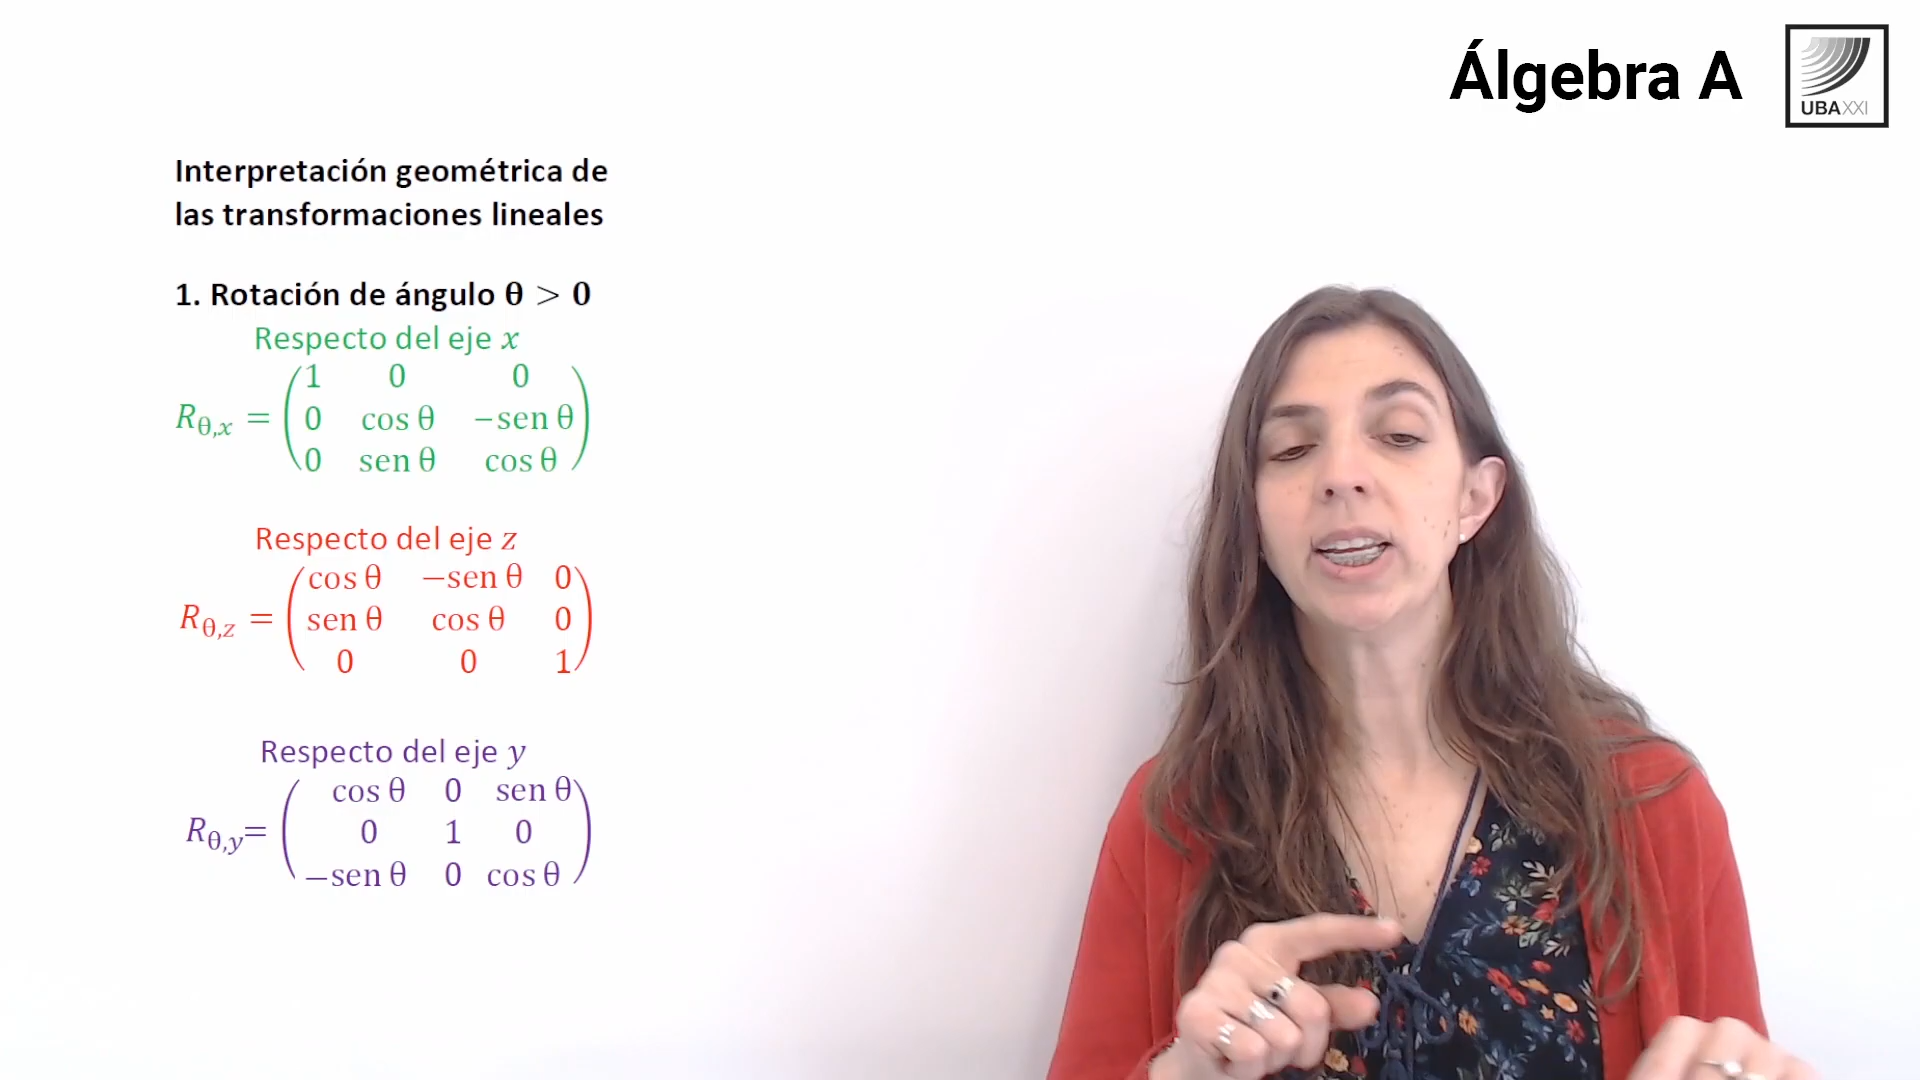 Álgebra A
UBAXXI
Interpretación geométrica de
las transformaciones lineales
1. Rotación de ángulo θ > 0
Respecto del eje x
1 0 0
R_{θ,x} = 0 cos θ −sen θ
0 sen θ cos θ
Respecto del eje z
cos θ −sen θ 0
R_{θ,z} = sen θ cos θ 0
0 0 1
Respecto del eje y
cos θ 0 sen θ
R_{θ,y}= 0 1 0
−sen θ 0 cos θ